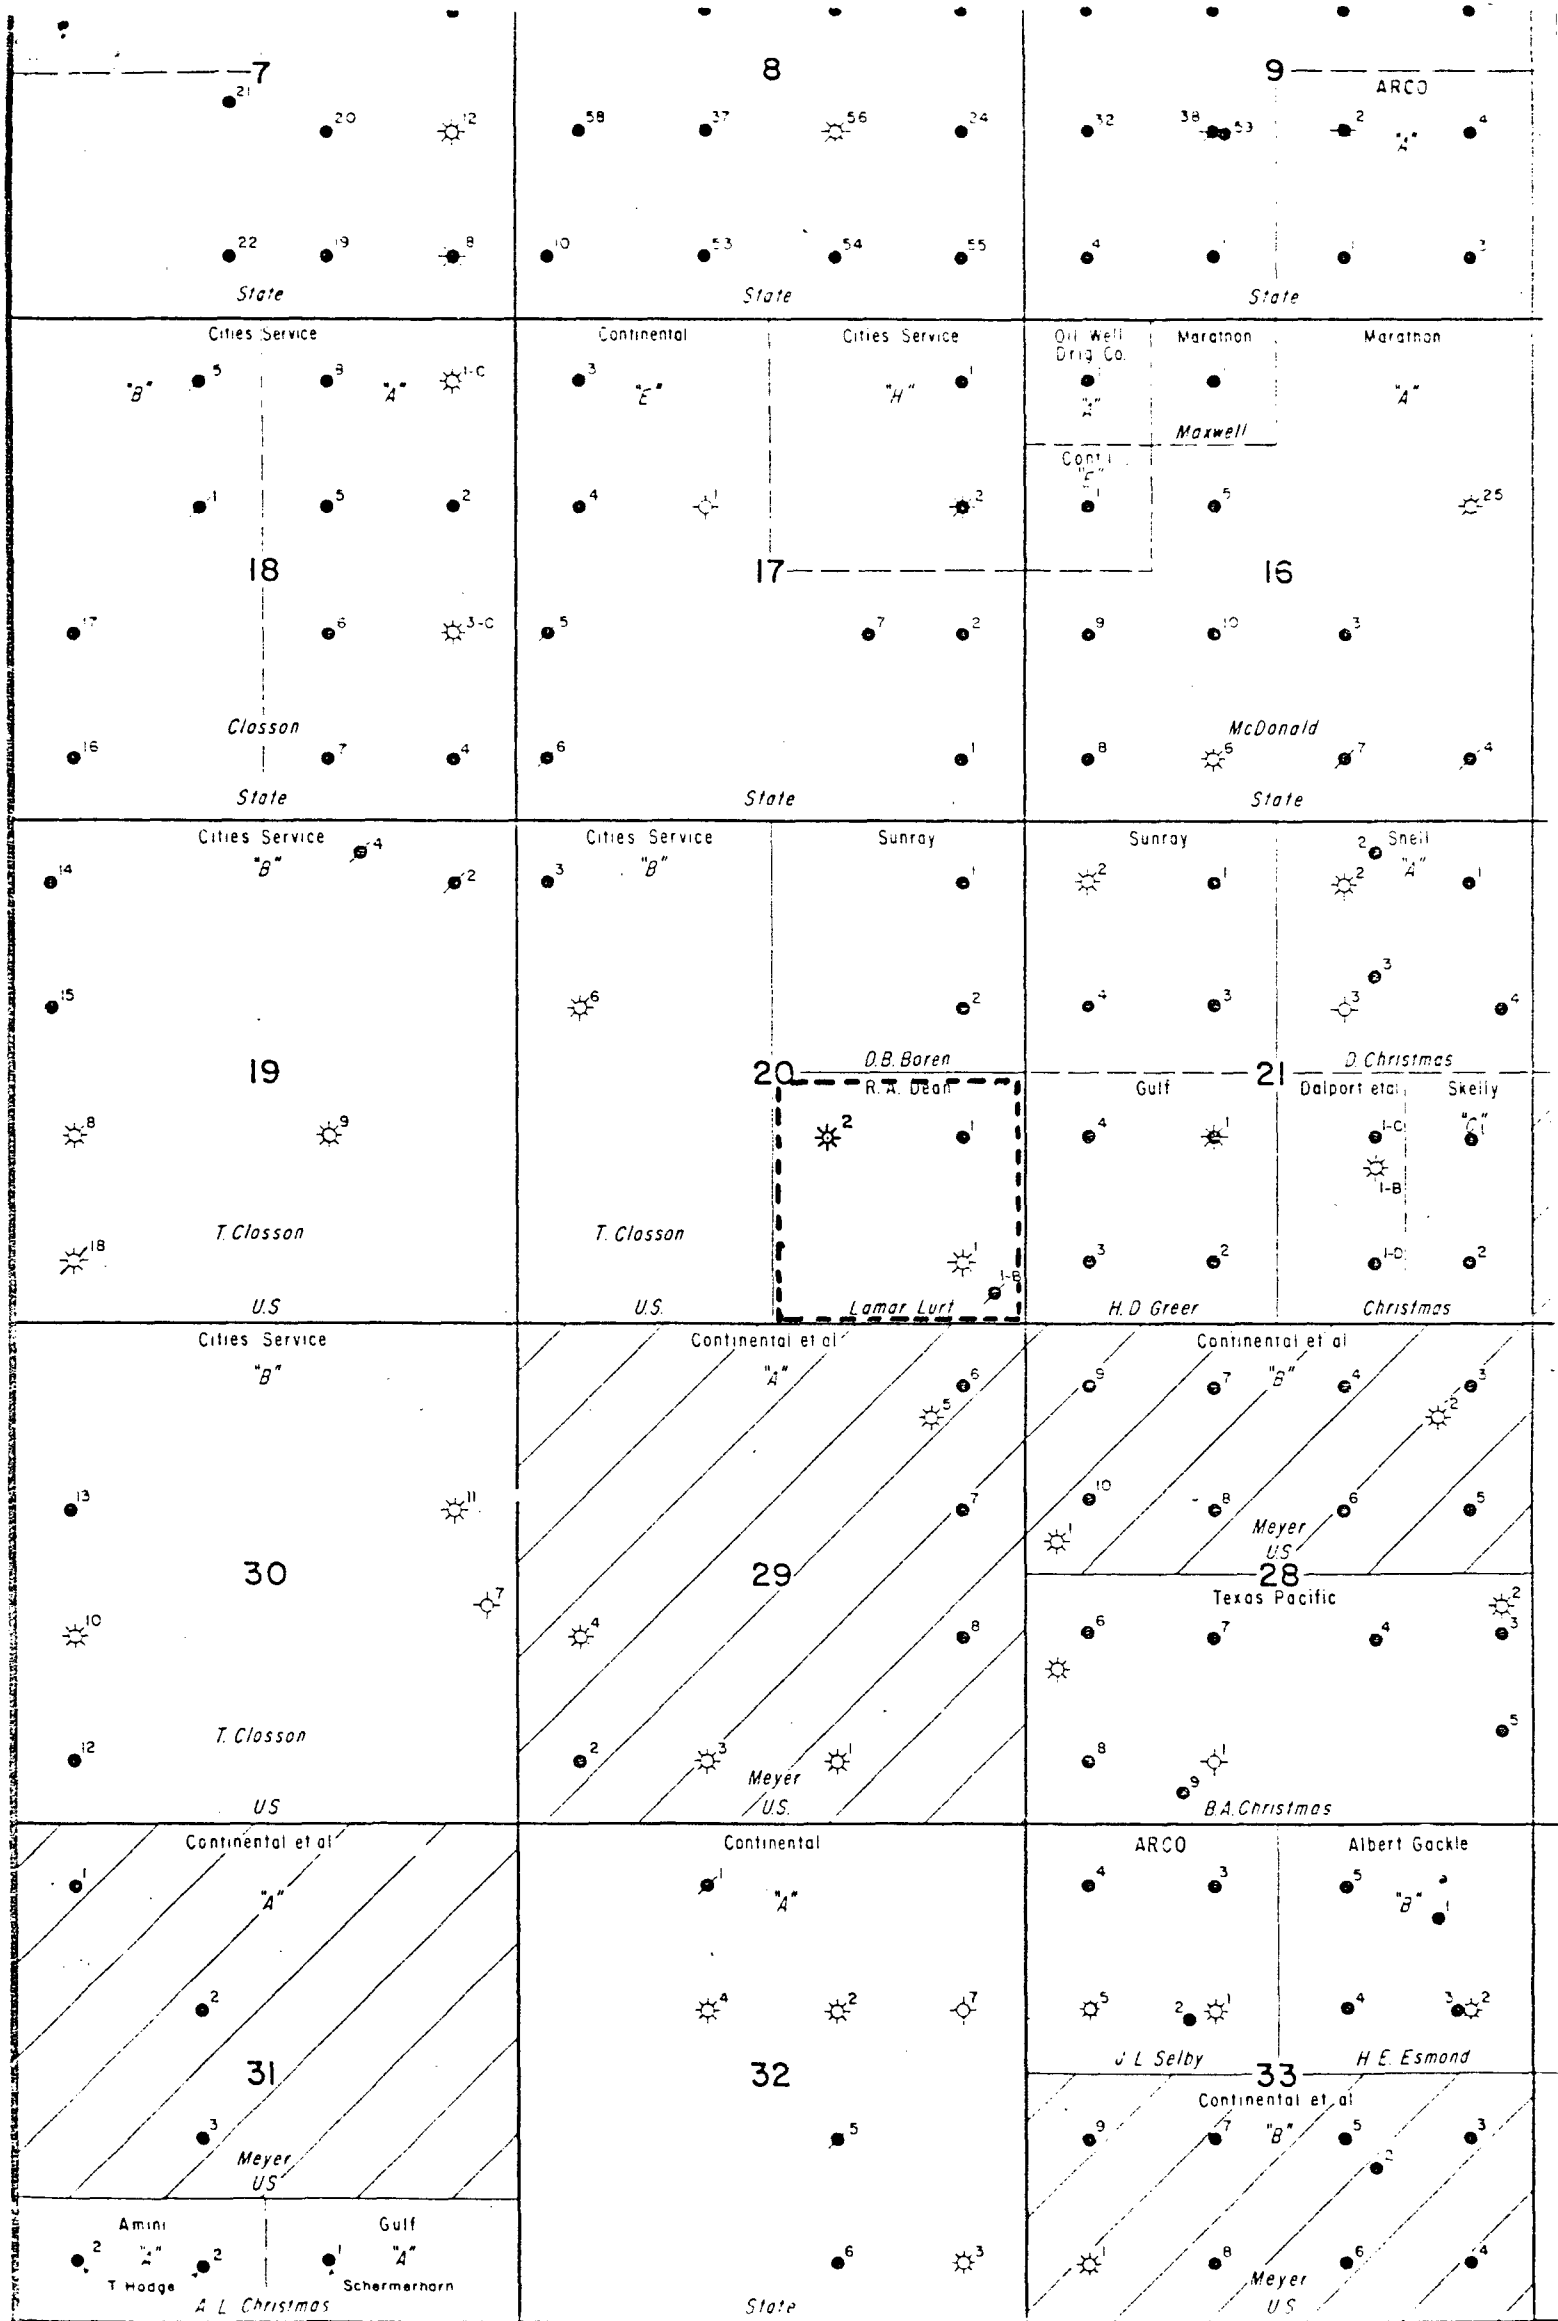 7
8
9
ARCO
21
20
12
58
37
56
24
32
38
53
2
"A"
4
22
19
8
10
53
54
55
4
1
1
3
State
State
State
Cities Service
Continental
Cities Service
Oil Well
Drlg Co.
Marathon
Marathon
"B"
5
"A"
1-C
3
"E"
"H"
1
"A"
"A"
Maxwell
1
5
2
4
1
2
1
5
25
18
17
16
17
6
3-C
5
7
2
9
10
3
Closson
McDonald
16
7
4
6
1
8
7
4
State
State
State
Cities Service
"B"
4
Cities Service
"B"
Sunray
Sunray
2
"A"
14
2
3
1
2
1
2
1
15
6
2
4
3
3
3
4
D.B. Boren
D. Christmas
19
20
21
R. A. Dean
Gulf
Dalport et al
Skelly
8
9
2
1
4
1
1-C
1-B
18
1
1-B
3
2
1-D
2
T. Closson
T. Closson
U.S
U.S.
Lamar Lurt
H. D Greer
Christmas
Cities Service
"B"
Continental et al
"A"
Continental et al
"B"
6
5
9
7
4
3
2
13
11
7
10
8
6
5
1
Meyer
U.S
30
29
28
Texas Pacific
7
10
4
8
6
7
4
2
3
5
12
2
3
1
8
1
9
T. Closson
US
Meyer
U.S.
B.A. Christmas
Continental et al
Continental
ARCO
Albert Gackle
1
"A"
1
"A"
4
3
5
"B"
1
2
4
2
7
5
2
1
4
3
2
J L Selby
H E. Esmond
31
32
33
Continental et al
3
5
9
7
"B"
5
2
3
Meyer
US
Amini
Gulf
2
"A"
2
1
"A"
6
3
1
8
6
4
T Hodge
Schermerhorn
A L Christmas
State
Meyer
U S